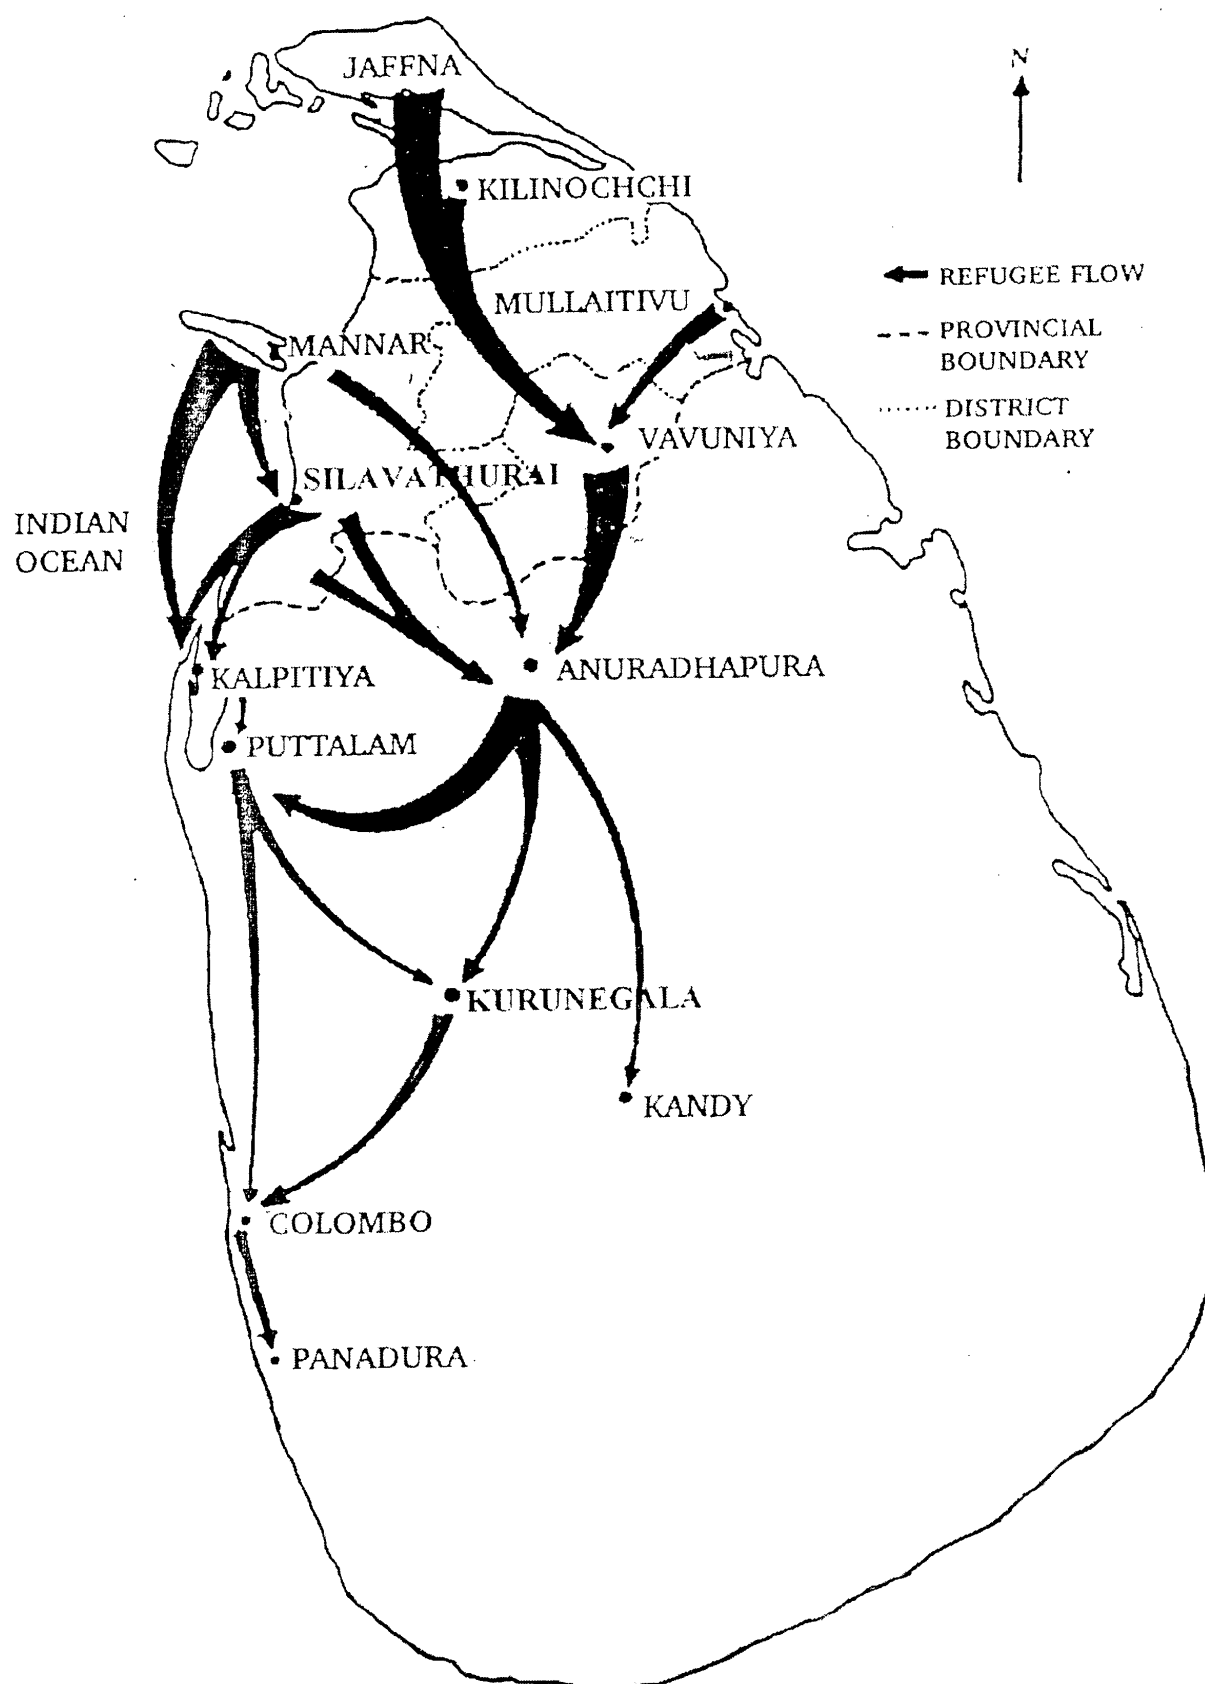 JAFFNA
N
KILINOCHCHI
REFUGEE FLOW
MULLAITIVU
PROVINCIAL
BOUNDARY
MANNAR
DISTRICT
BOUNDARY
VAVUNIYA
SILAVATHURAI
INDIAN
OCEAN
ANURADHAPURA
KALPITIYA
PUTTALAM
KURUNEGALA
KANDY
COLOMBO
PANADURA